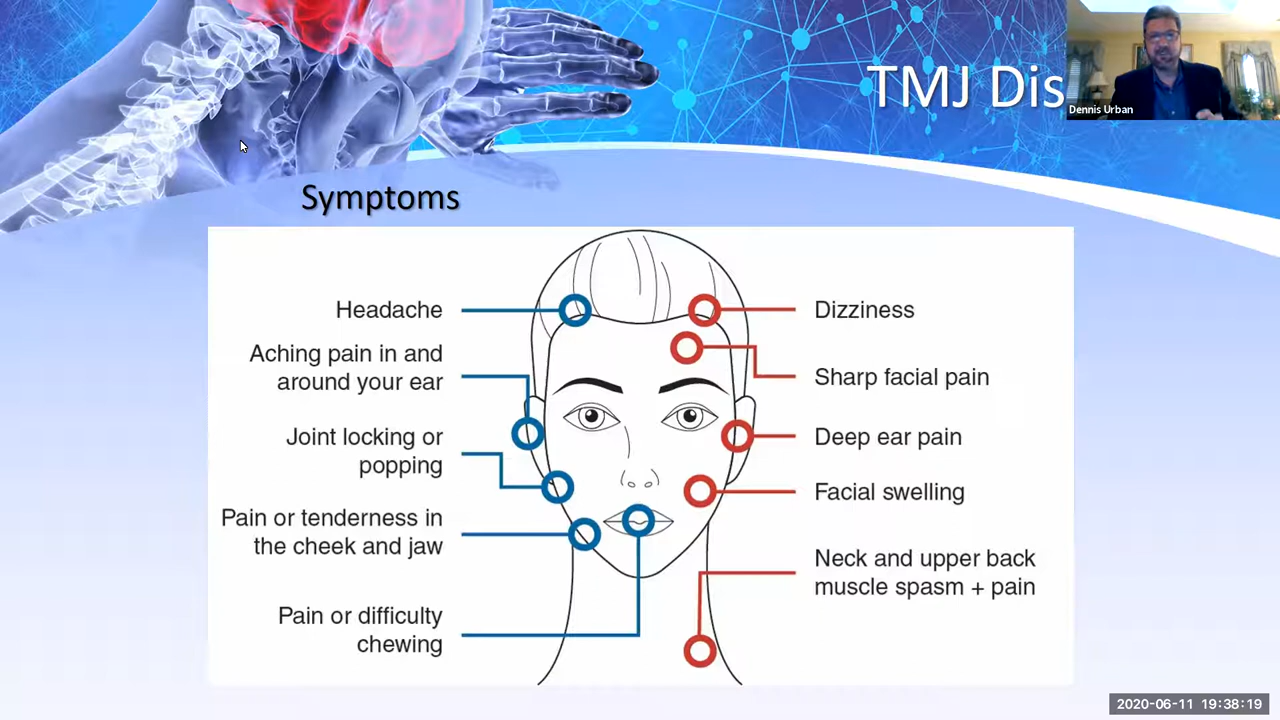 TMJ Dis
Dennis Urban
Symptoms
Headache
Aching pain in and
around your ear
Joint locking or
popping
Pain or tenderness in
the cheek and jaw
Pain or difficulty
chewing
Dizziness
Sharp facial pain
Deep ear pain
Facial swelling
Neck and upper back
muscle spasm + pain
2020-06-11 19:38:19